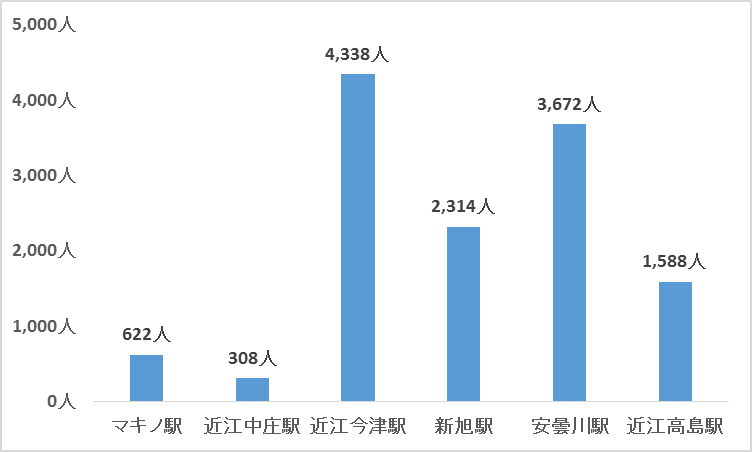 5,000人
4,000人
3,000人
2,000人
1,000人
0人
622人
308人
4,338人
2,314人
3,672人
1,588人
マキノ駅
近江中庄駅
近江今津駅
新旭駅
安曇川駅
近江高島駅